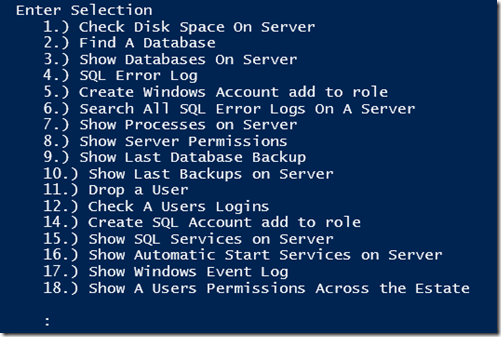 Enter Selection
1.) Check Disk Space On Server
2.) Find A Database
3.) Show Databases On Server
4.) SQL Error Log
5.) Create Windows Account add to role
6.) Search All SQL Error Logs On A Server
7.) Show Processes on Server
8.) Show Server Permissions
9.) Show Last Database Backup
10.) Show Last Backups on Server
11.) Drop a User
12.) Check A Users Logins
14.) Create SQL Account add to role
15.) Show SQL Services on Server
16.) Show Automatic Start Services on Server
17.) Show Windows Event Log
18.) Show A Users Permissions Across the Estate
: